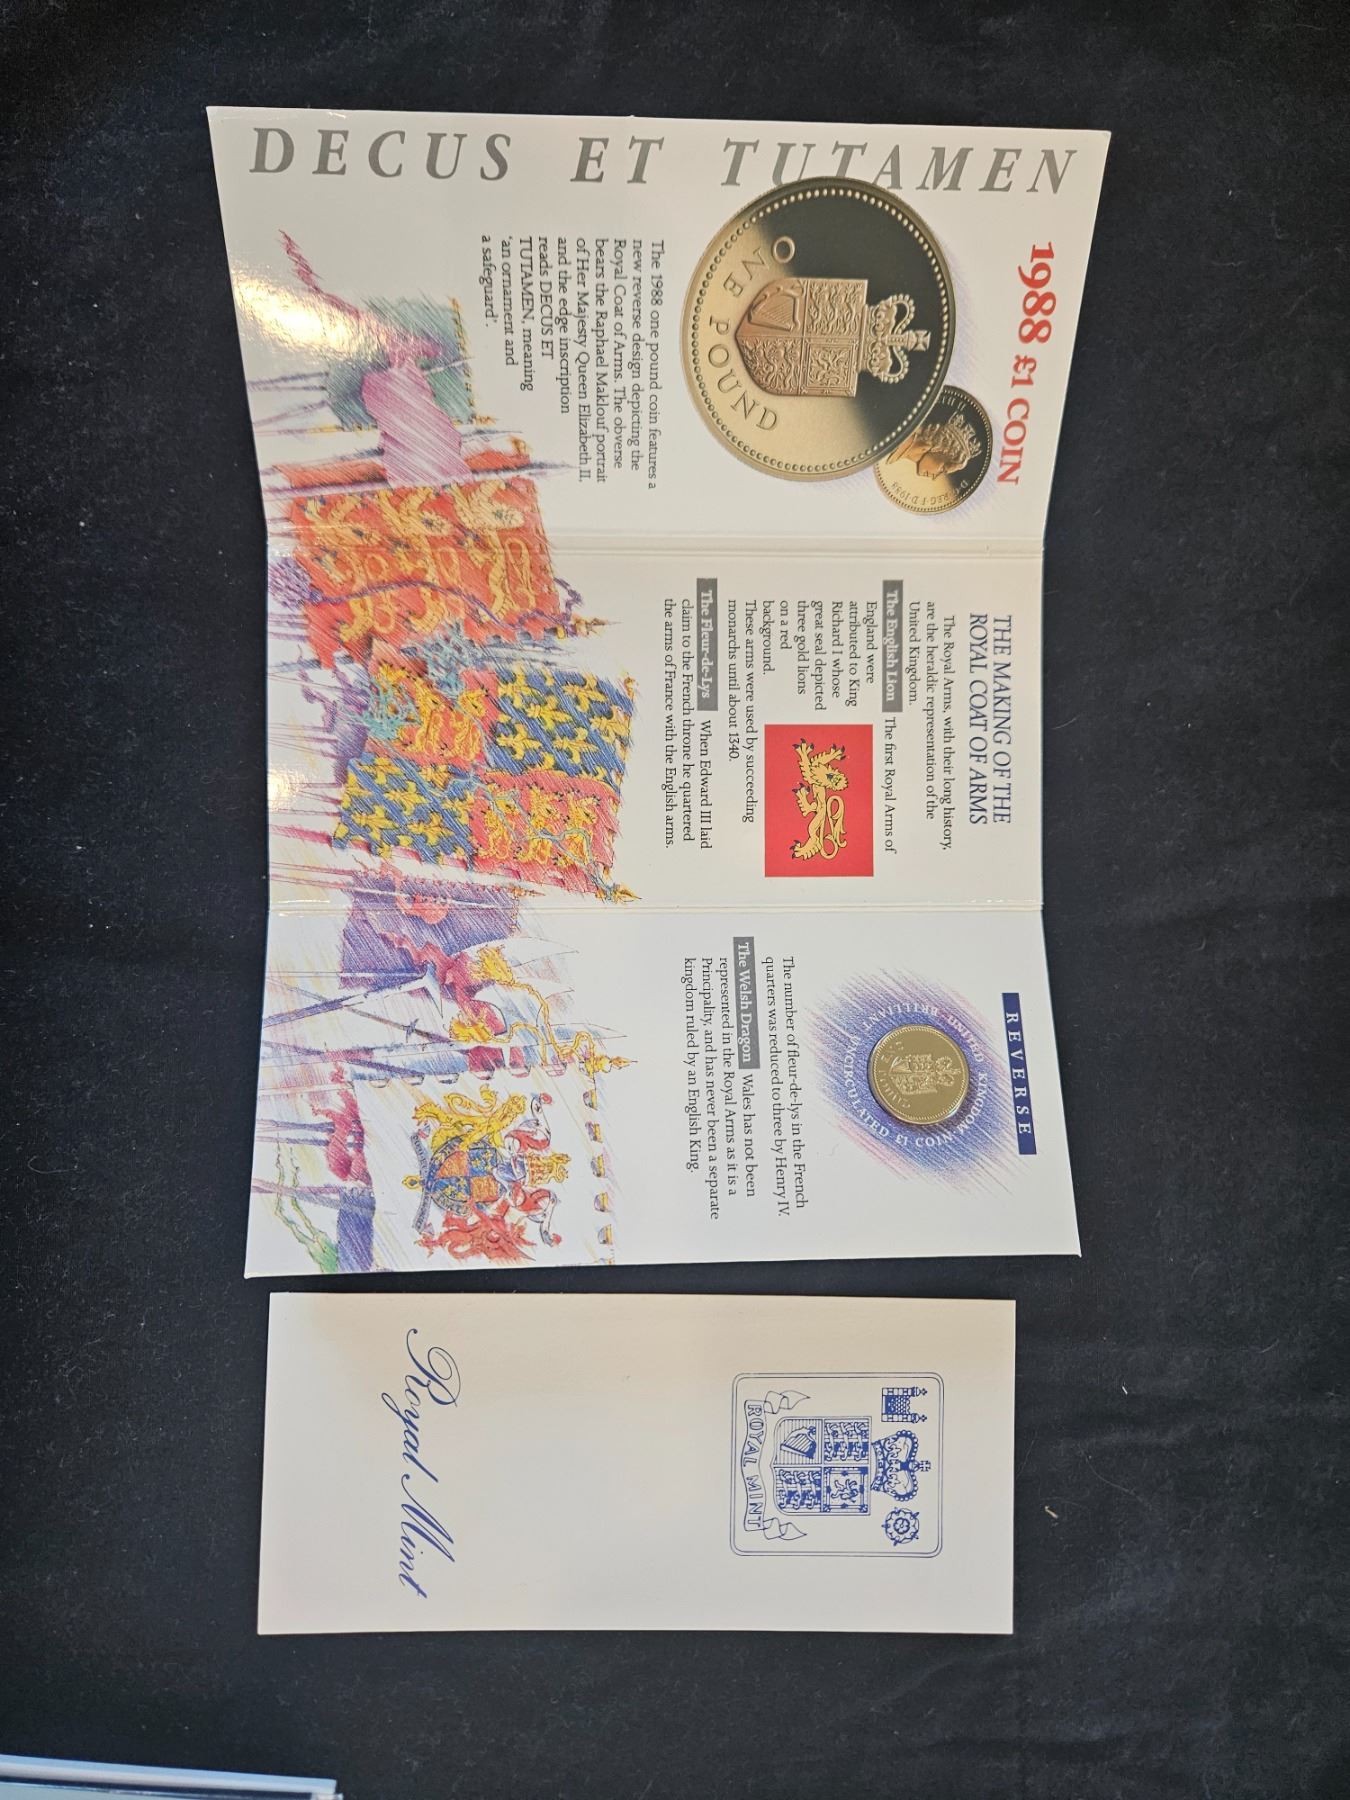 DECUS ET TUTAMEN
1988 £1 COIN
ONE POUND
D·G·REG·F·D·1988
The 1988 one pound coin features a
new reverse design depicting the
Royal Coat of Arms. The obverse
bears the Raphael Maklouf portrait
of Her Majesty Queen Elizabeth II,
and the edge inscription
reads DECUS ET
TUTAMEN, meaning
'an ornament and
a safeguard'.
THE MAKING OF THE
ROYAL COAT OF ARMS
The Royal Arms, with their long history,
are the heraldic representation of the
United Kingdom.
The English Lion The first Royal Arms of
England were
attributed to King
Richard I whose
great seal depicted
three gold lions
on a red
background.
These arms were used by succeeding
monarchs until about 1340.
The Fleur-de-Lys When Edward III laid
claim to the French throne he quartered
the arms of France with the English arms.
REVERSE
BRILLIANT UNITED KINGDOM
UNCIRCULATED £1 COIN
The number of fleur-de-lys in the French
quarters was reduced to three by Henry IV.
The Welsh Dragon Wales has not been
represented in the Royal Arms as it is a
Principality, and has never been a separate
kingdom ruled by an English King.
ROYAL MINT
Royal Mint